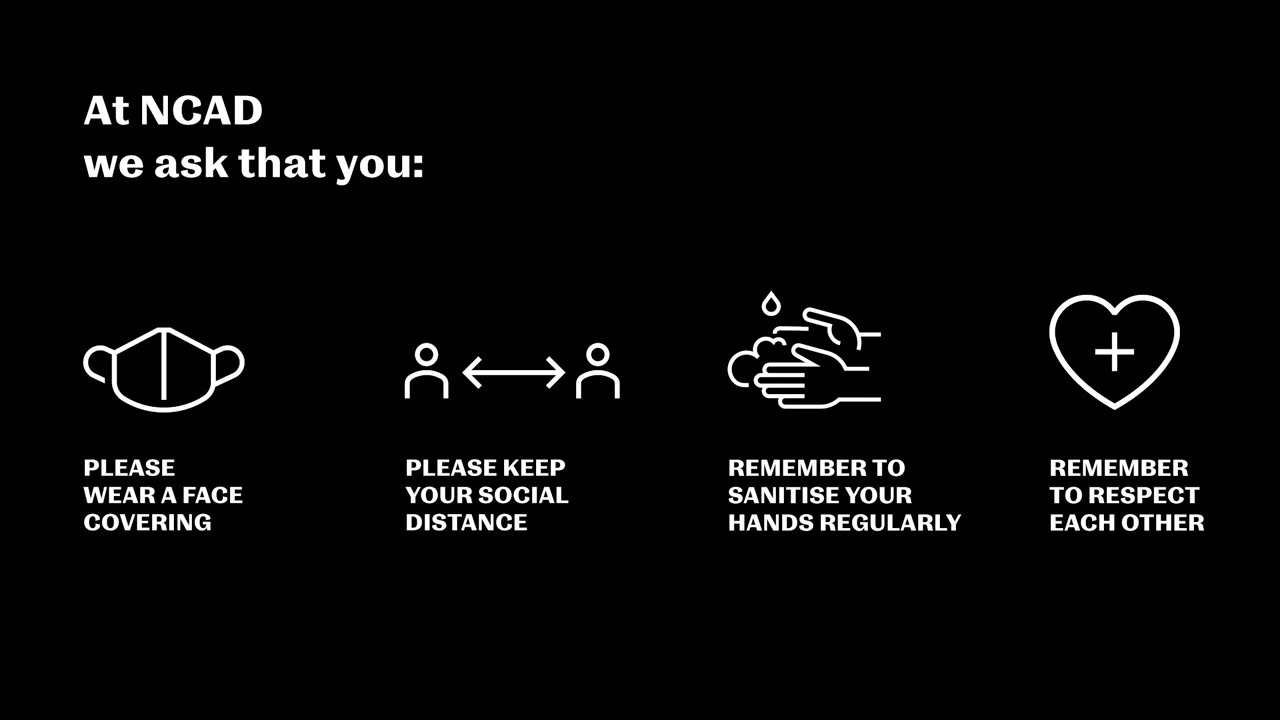 At NCAD
we ask that you:
PLEASE
WEAR A FACE
COVERING
PLEASE KEEP
YOUR SOCIAL
DISTANCE
REMEMBER TO
SANITISE YOUR
HANDS REGULARLY
REMEMBER
TO RESPECT
EACH OTHER